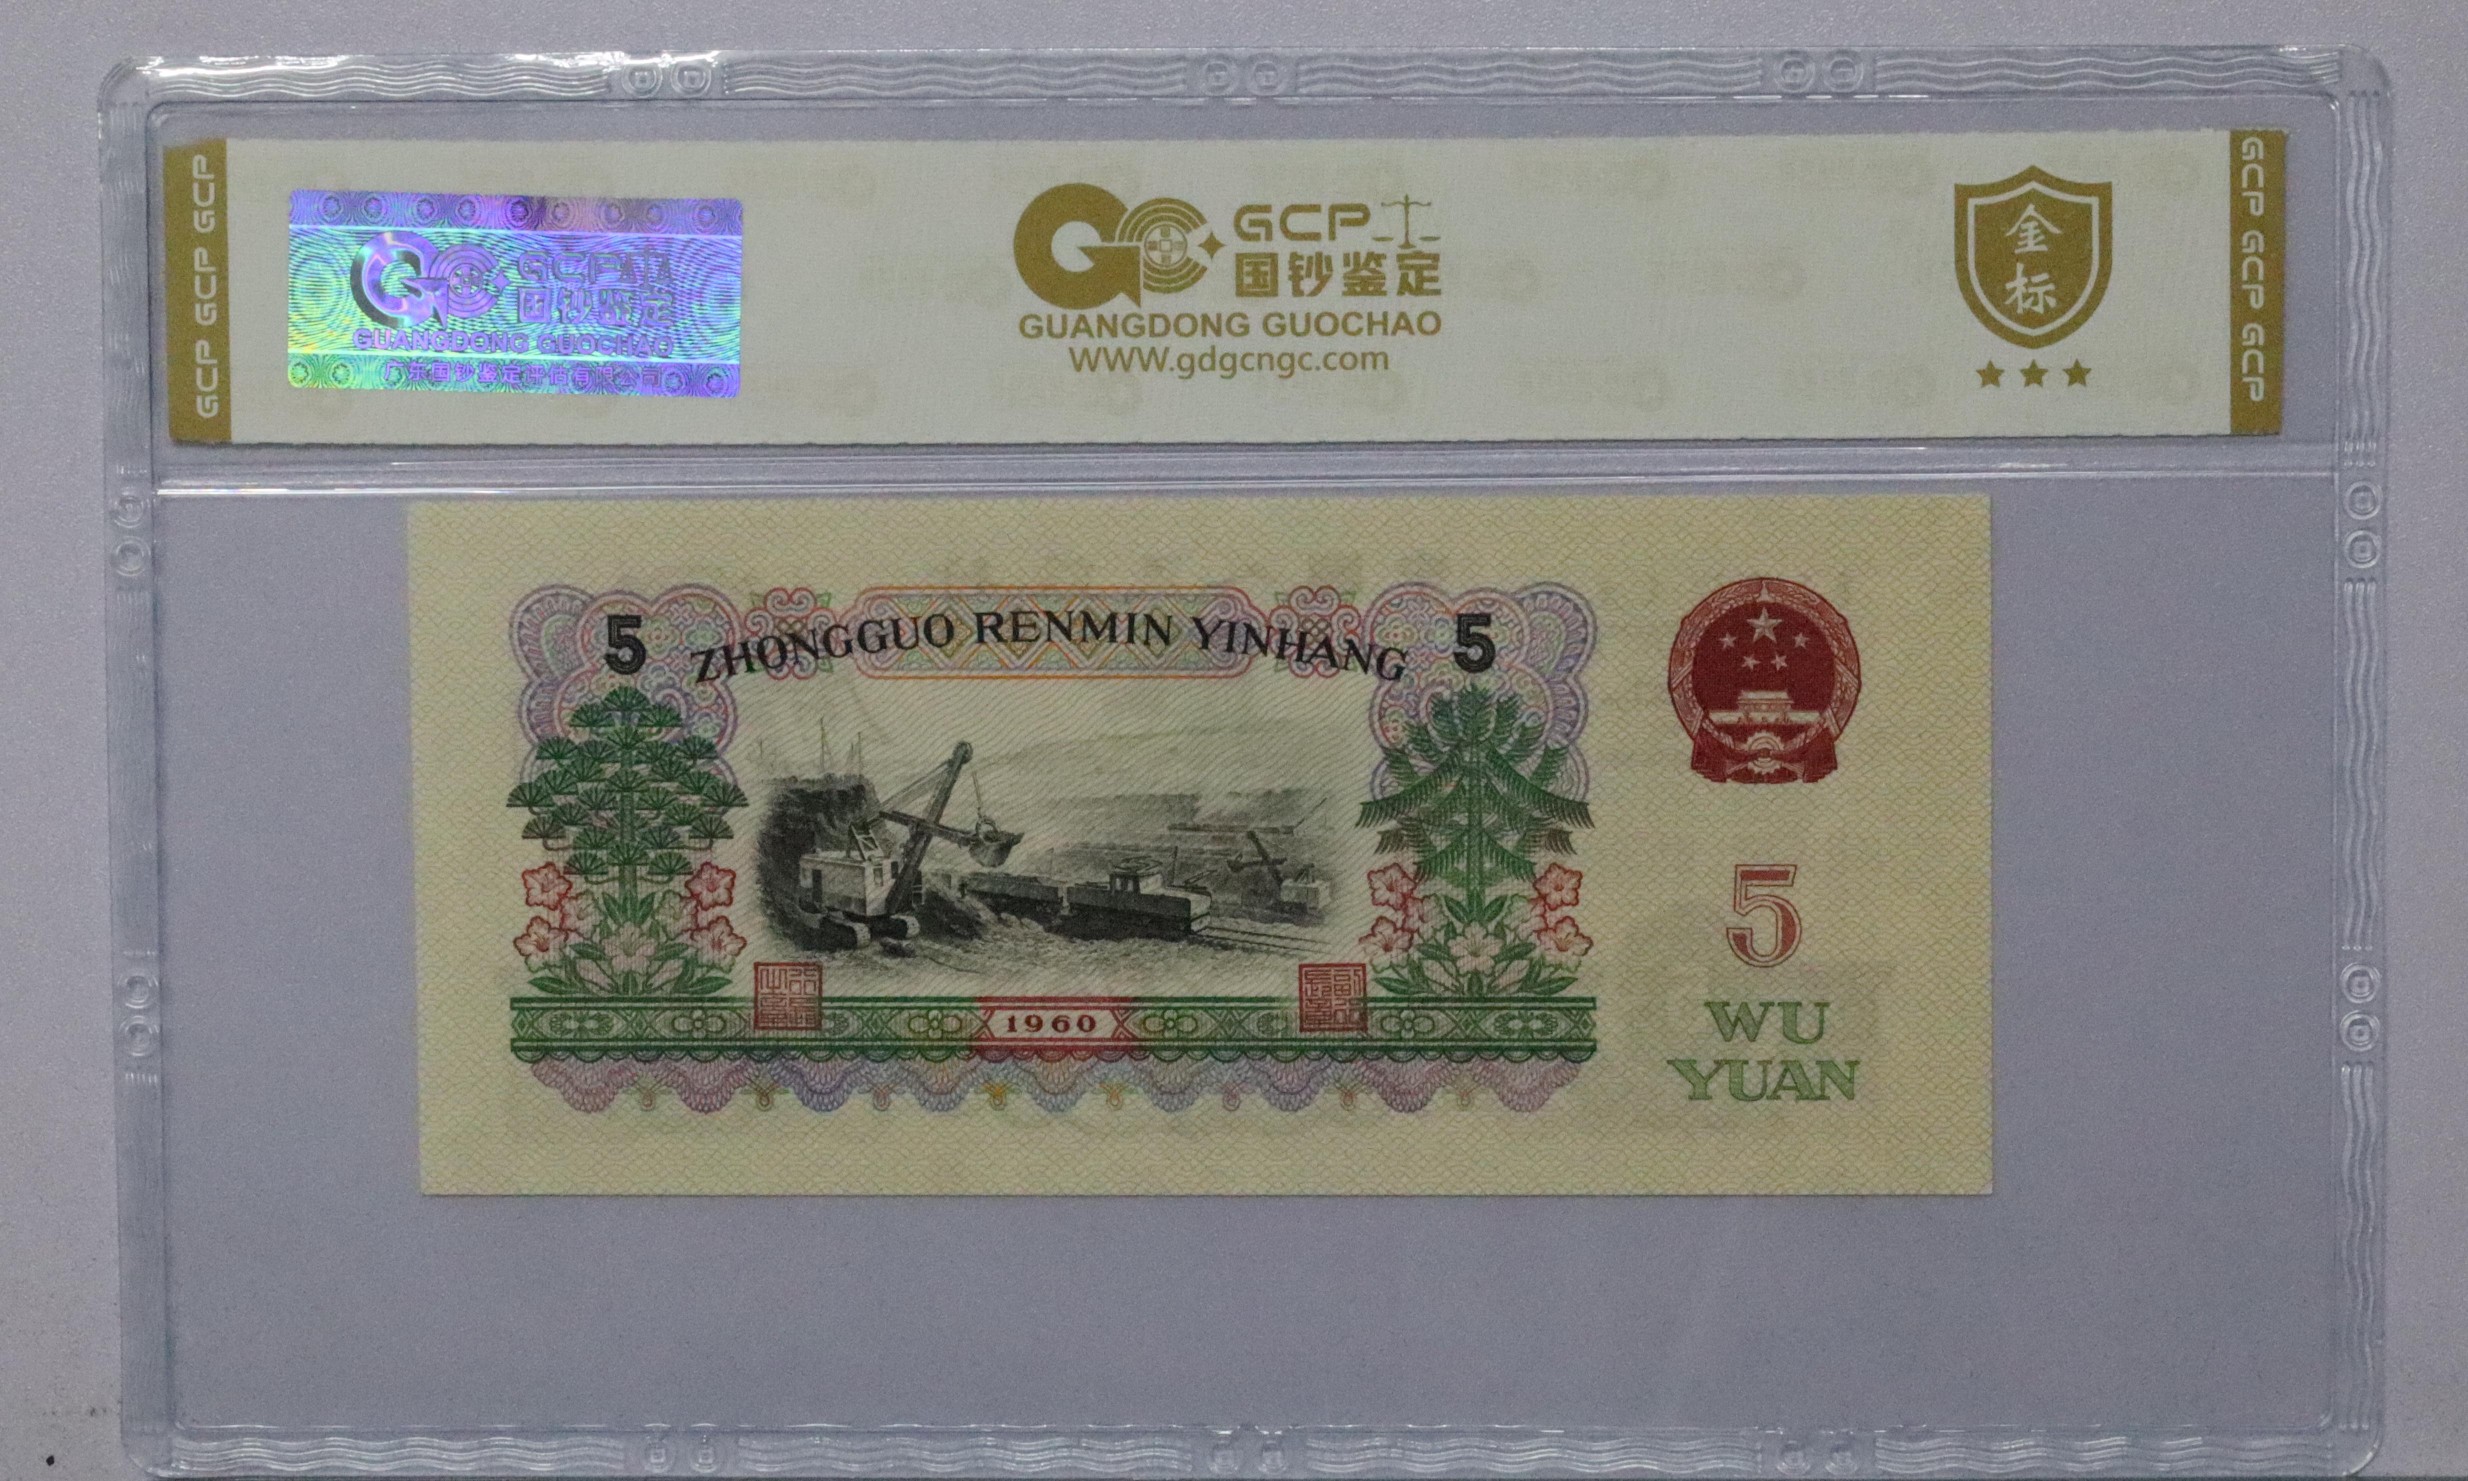 GCP GCP GCP
GCP
国钞鉴定
GUANGDONG GUOCHAO
广东国钞鉴定评估有限公司
GCP
国钞鉴定
GUANGDONG GUOCHAO
WWW.gdgcngc.com
金标
GCP GCP GCP
5 ZHONGGUO RENMIN YINHANG 5
1960
5
WU
YUAN